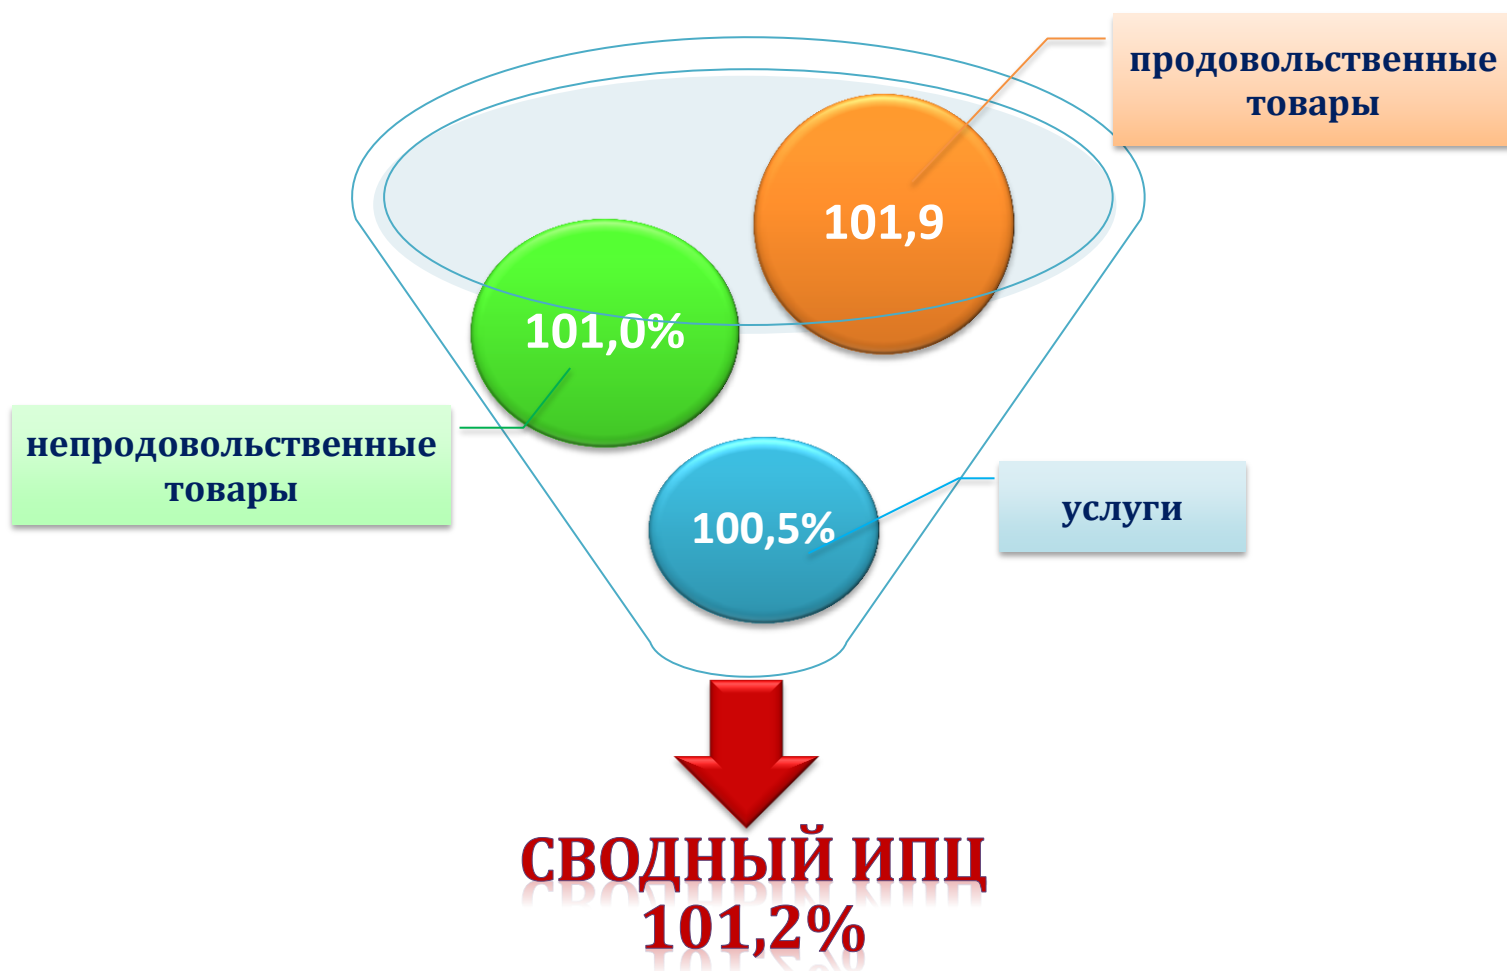 продовольственные
товары
101,9
101,0%
непродовольственные
товары
100,5%
услуги
СВОДНЫЙ ИПЦ
101,2%